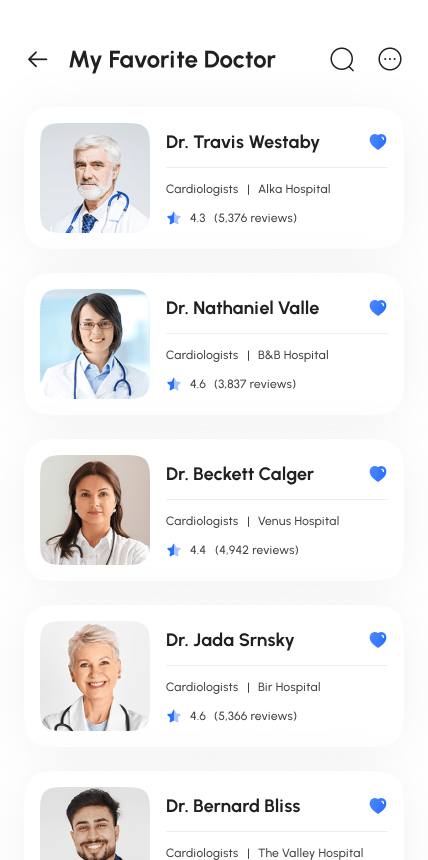 My Favorite Doctor
Dr. Travis Westaby
Cardiologists | Alka Hospital
4.3 (5,376 reviews)
Dr. Nathaniel Valle
Cardiologists | B&B Hospital
4.6 (3,837 reviews)
Dr. Beckett Calger
Cardiologists | Venus Hospital
4.4 (4,942 reviews)
Dr. Jada Srnsky
Cardiologists | Bir Hospital
4.6 (5,366 reviews)
Dr. Bernard Bliss
Cardiologists | The Valley Hospital